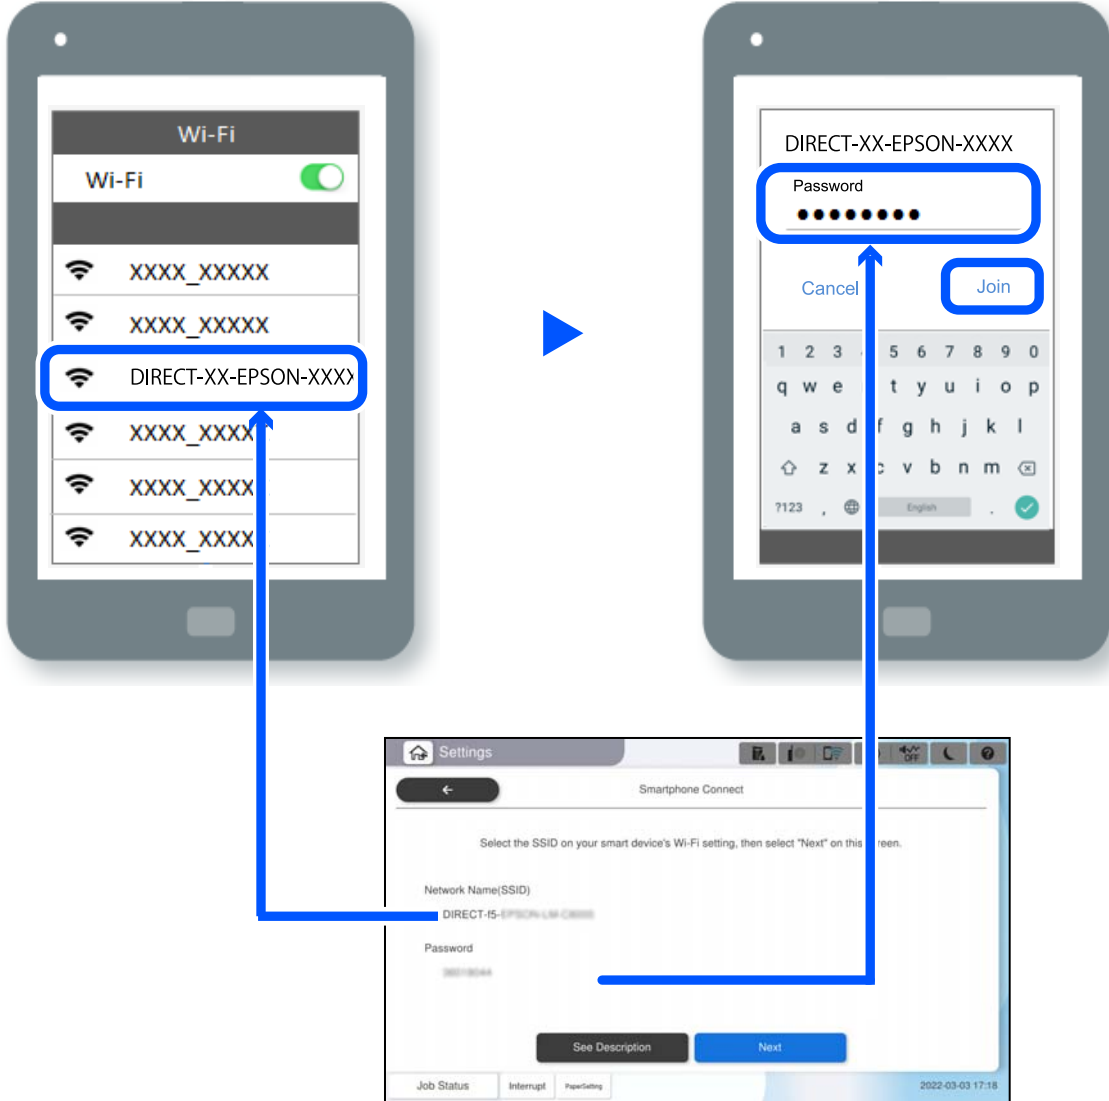 Wi-Fi
Wi-Fi
XXXX_XXXXX
XXXX_XXXXX
DIRECT-XX-EPSON-XXXX
XXXX_XXXX
XXXX_XXXX
XXXX_XXXX
DIRECT-XX-EPSON-XXXX
Password
●●●●●●●●
Cancel
Join
1 2 3 5 6 7 8 9 0
q w e t y u i o p
a s d f g h j k l
z x c v b n m
?123 , English .
Settings
OFF
Smartphone Connect
Select the SSID on your smart device's Wi-Fi setting, then select "Next" on this screen.
Network Name(SSID)
DIRECT-f5-
Password
See Description
Next
Job Status
Interrupt
PaperSetting
2022-03-03 17:18